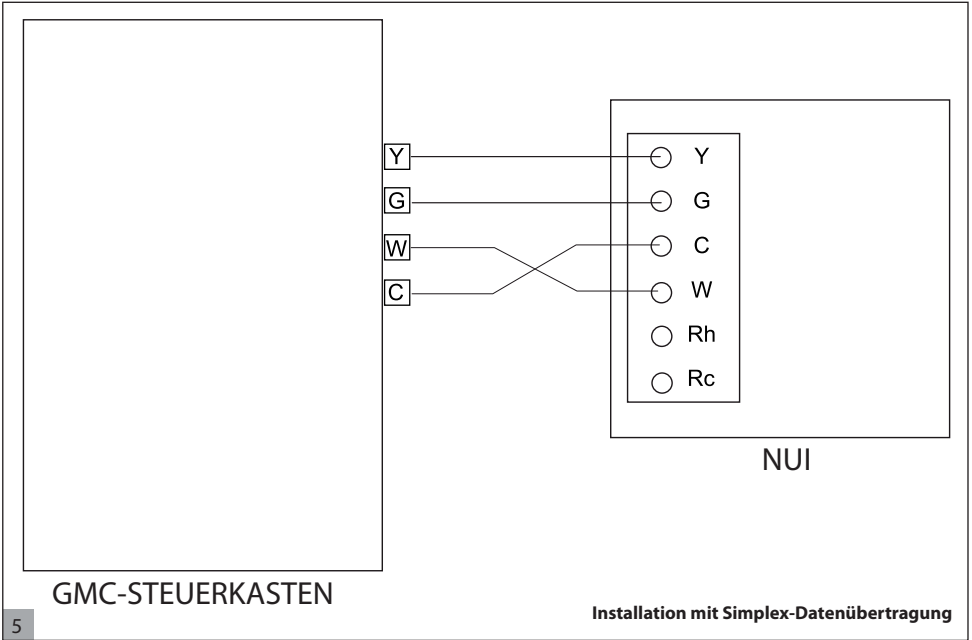 Y
G
W
C
Y
G
C
W
Rh
Rc
NUI
GMC-STEUERKASTEN
Installation mit Simplex-Datenübertragung
5